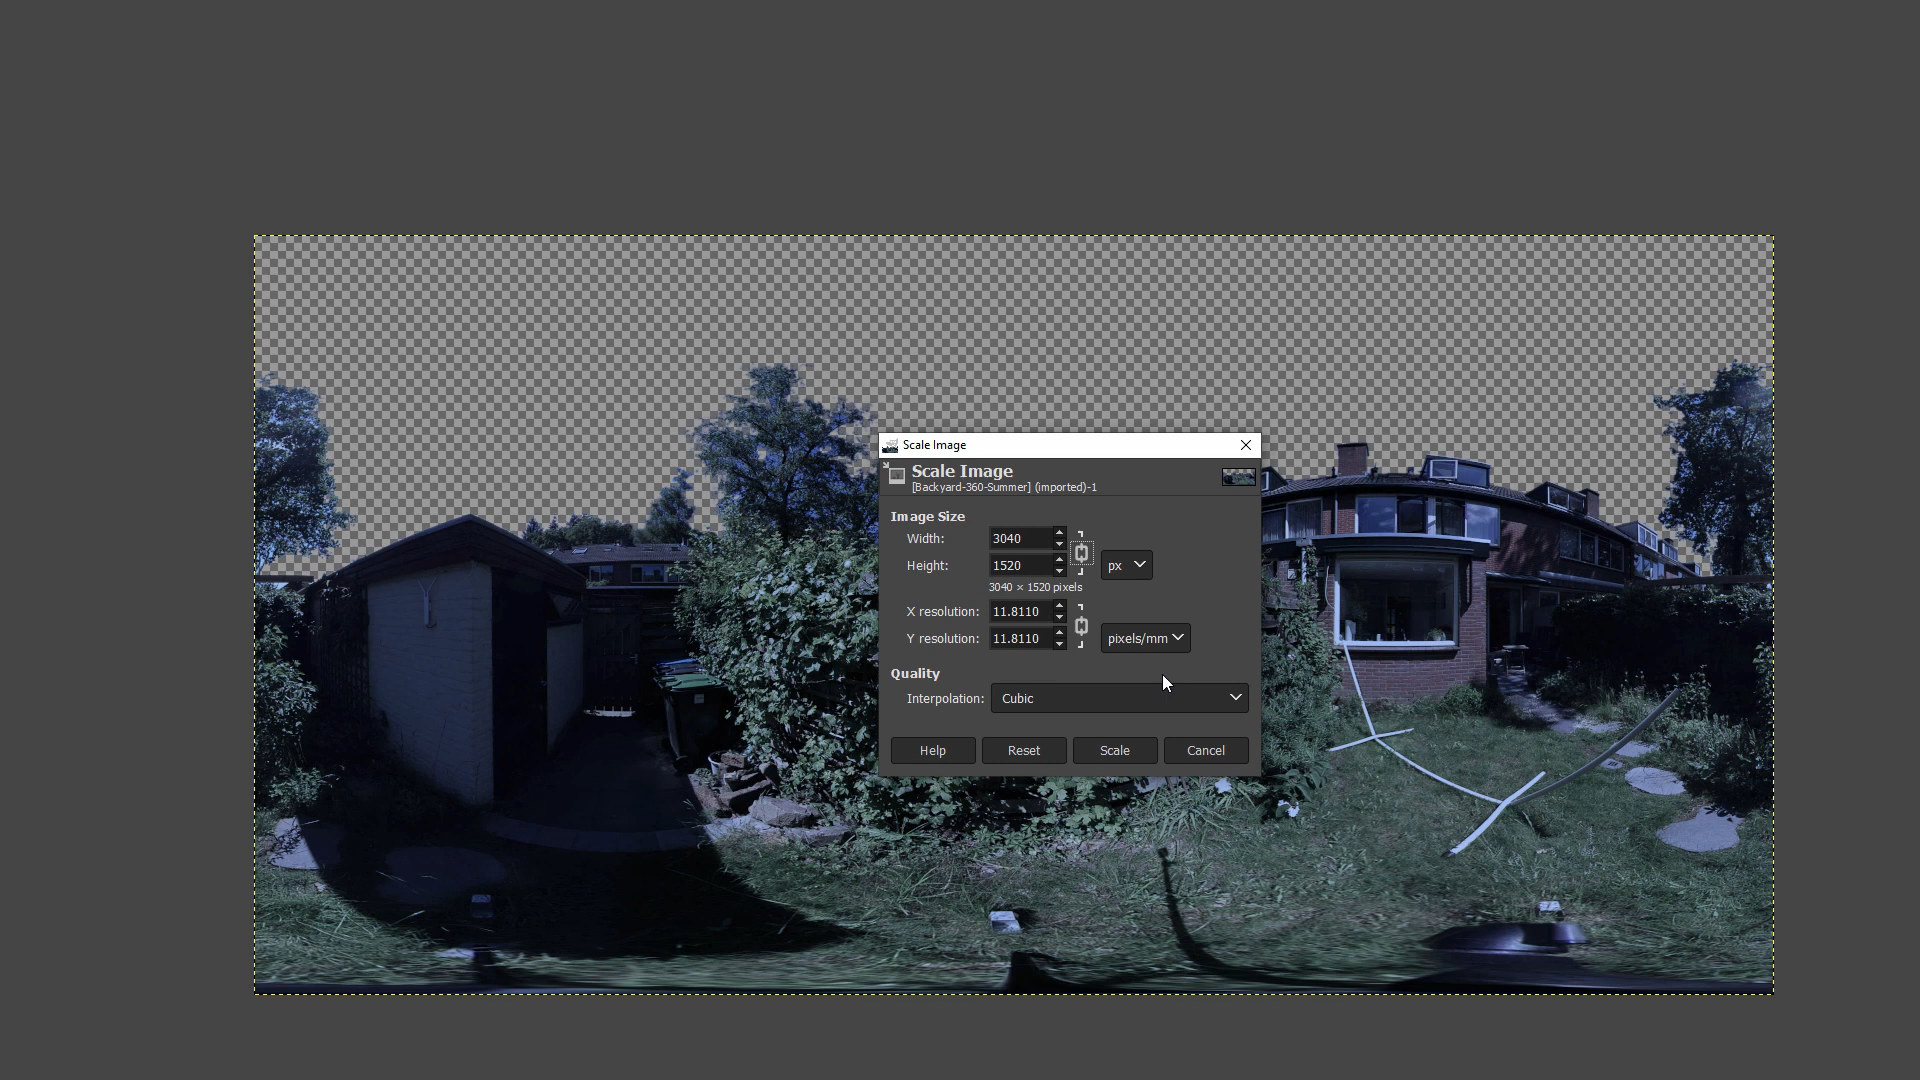 Scale Image
Scale Image
[Backyard-360-Summer] (imported)-1
Image Size
Width: 3040
Height: 1520 px
3040 × 1520 pixels
X resolution: 11.8110
Y resolution: 11.8110 pixels/mm
Quality
Interpolation: Cubic
Help Reset Scale Cancel